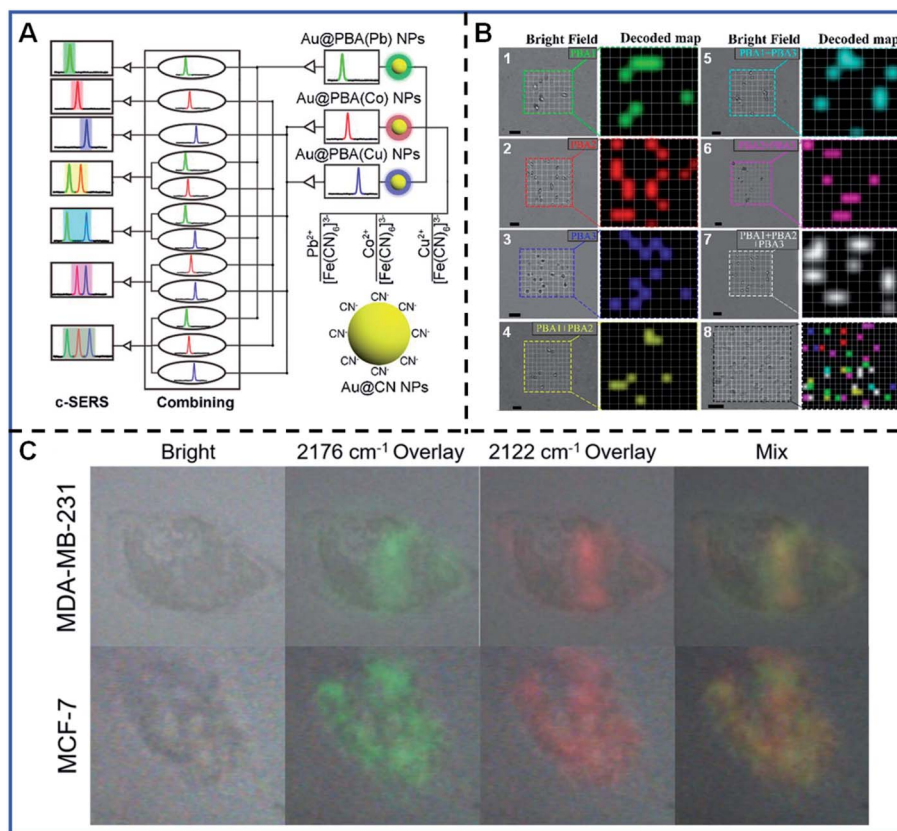 A
Au@PBA(Pb) NPs
Au@PBA(Co) NPs
Au@PBA(Cu) NPs
Pb²⁺
[Fe(CN)₆]³⁻
Co²⁺
[Fe(CN)₆]³⁻
Cu²⁺
[Fe(CN)₆]³⁻
CN⁻
CN⁻
CN⁻
CN⁻
CN⁻
CN⁻
CN⁻
CN⁻
Au@CN NPs
c-SERS
Combining
B
Bright Field
Decoded map
Bright Field
Decoded map
1
PBA1
5
PBA1+PBA3
2
PBA2
6
3
PBA3
7
PBA1+PBA2
+PBA3
4
PBA1+PBA2
8
C
Bright
2176 cm⁻¹ Overlay
2122 cm⁻¹ Overlay
Mix
MDA-MB-231
MCF-7